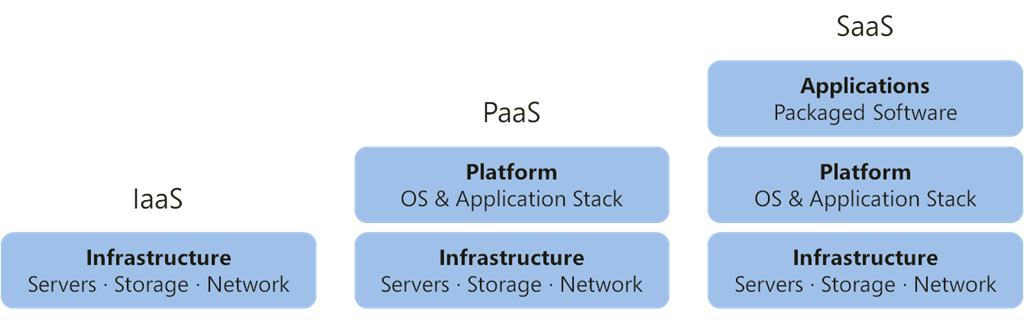 IaaS
Infrastructure
Servers · Storage · Network
PaaS
Platform
OS & Application Stack
Infrastructure
Servers · Storage · Network
SaaS
Applications
Packaged Software
Platform
OS & Application Stack
Infrastructure
Servers · Storage · Network